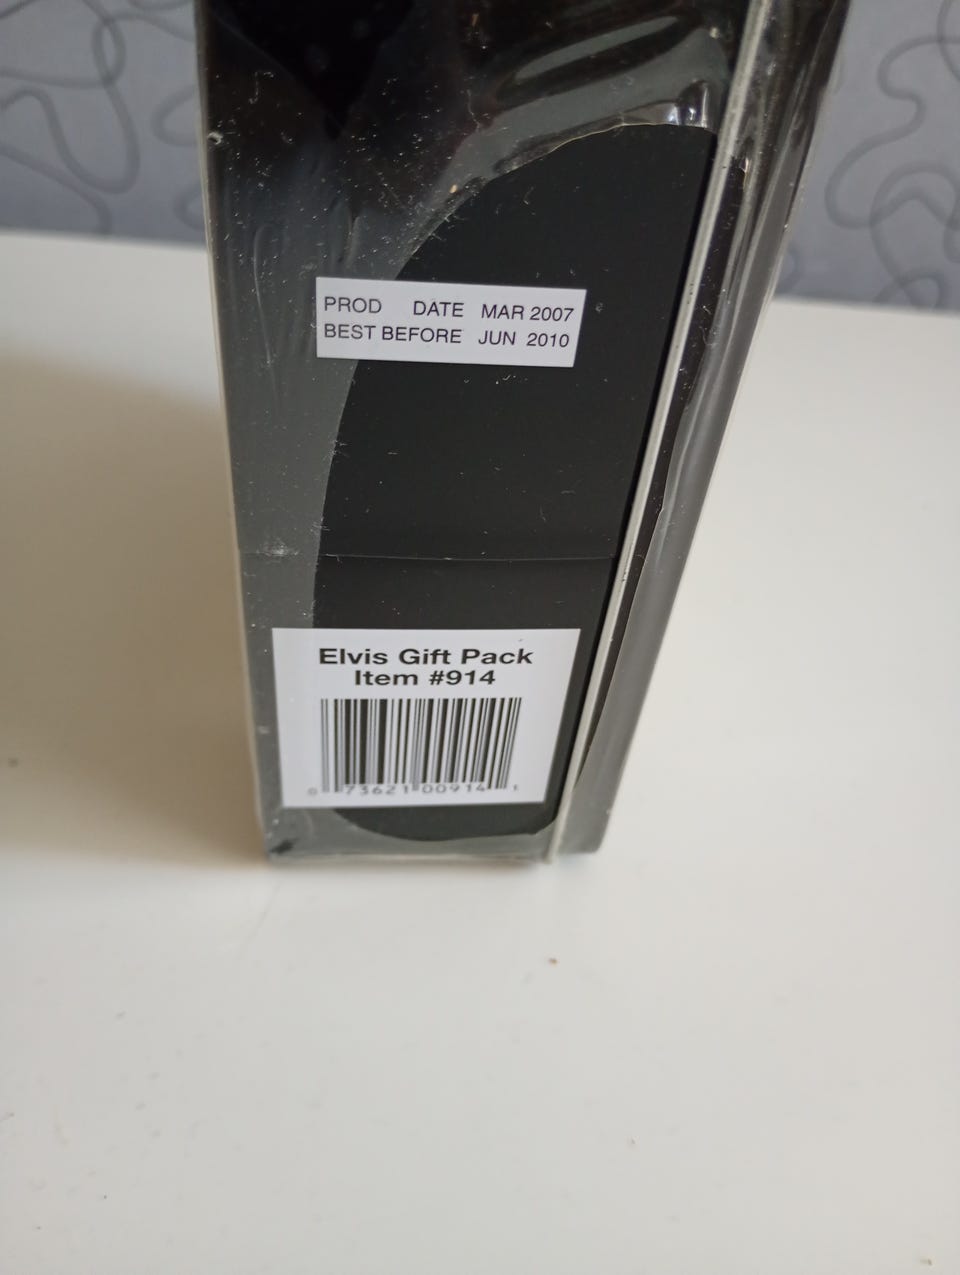 PROD DATE MAR 2007
BEST BEFORE JUN 2010
Elvis Gift Pack
Item #914
0 73621 00914 1